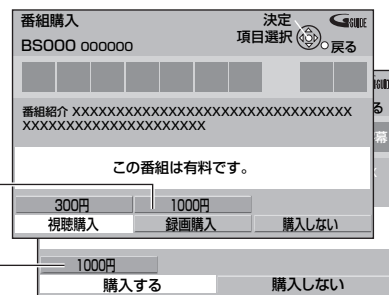 番組購入
決定
G GUIDE
項目選択
戻る
BS000 000000
番組紹介 XXXXXXXXXXXXXXXXXXXXXXXXXXXXXXXXX
XXXXXXXXXXXXXXXXXXXXXX
この番組は有料です。
300円 1000円
視聴購入 録画購入 購入しない
1000円
購入する 購入しない